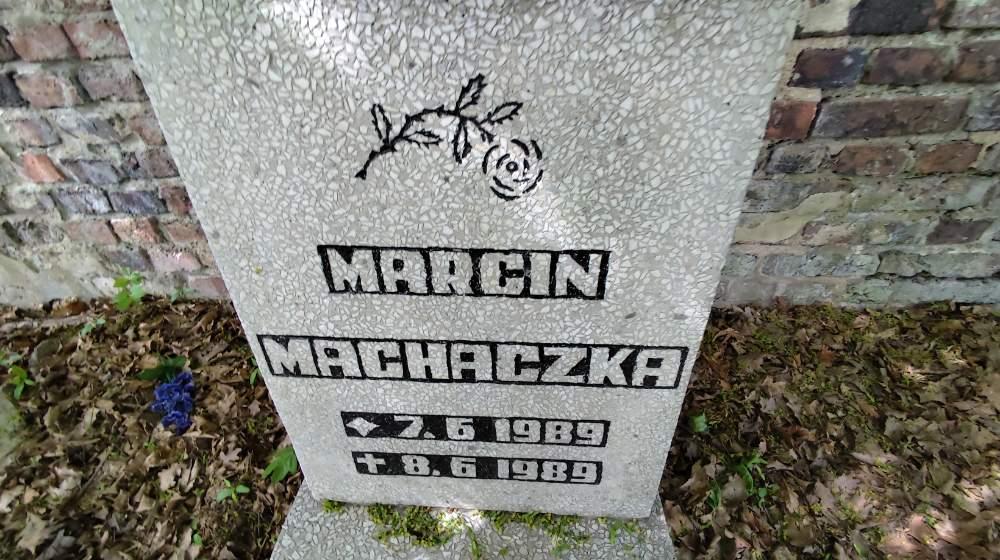 MARCIN
MACHACZKA
✦ 7.6 1989
✝ 8.6 1989